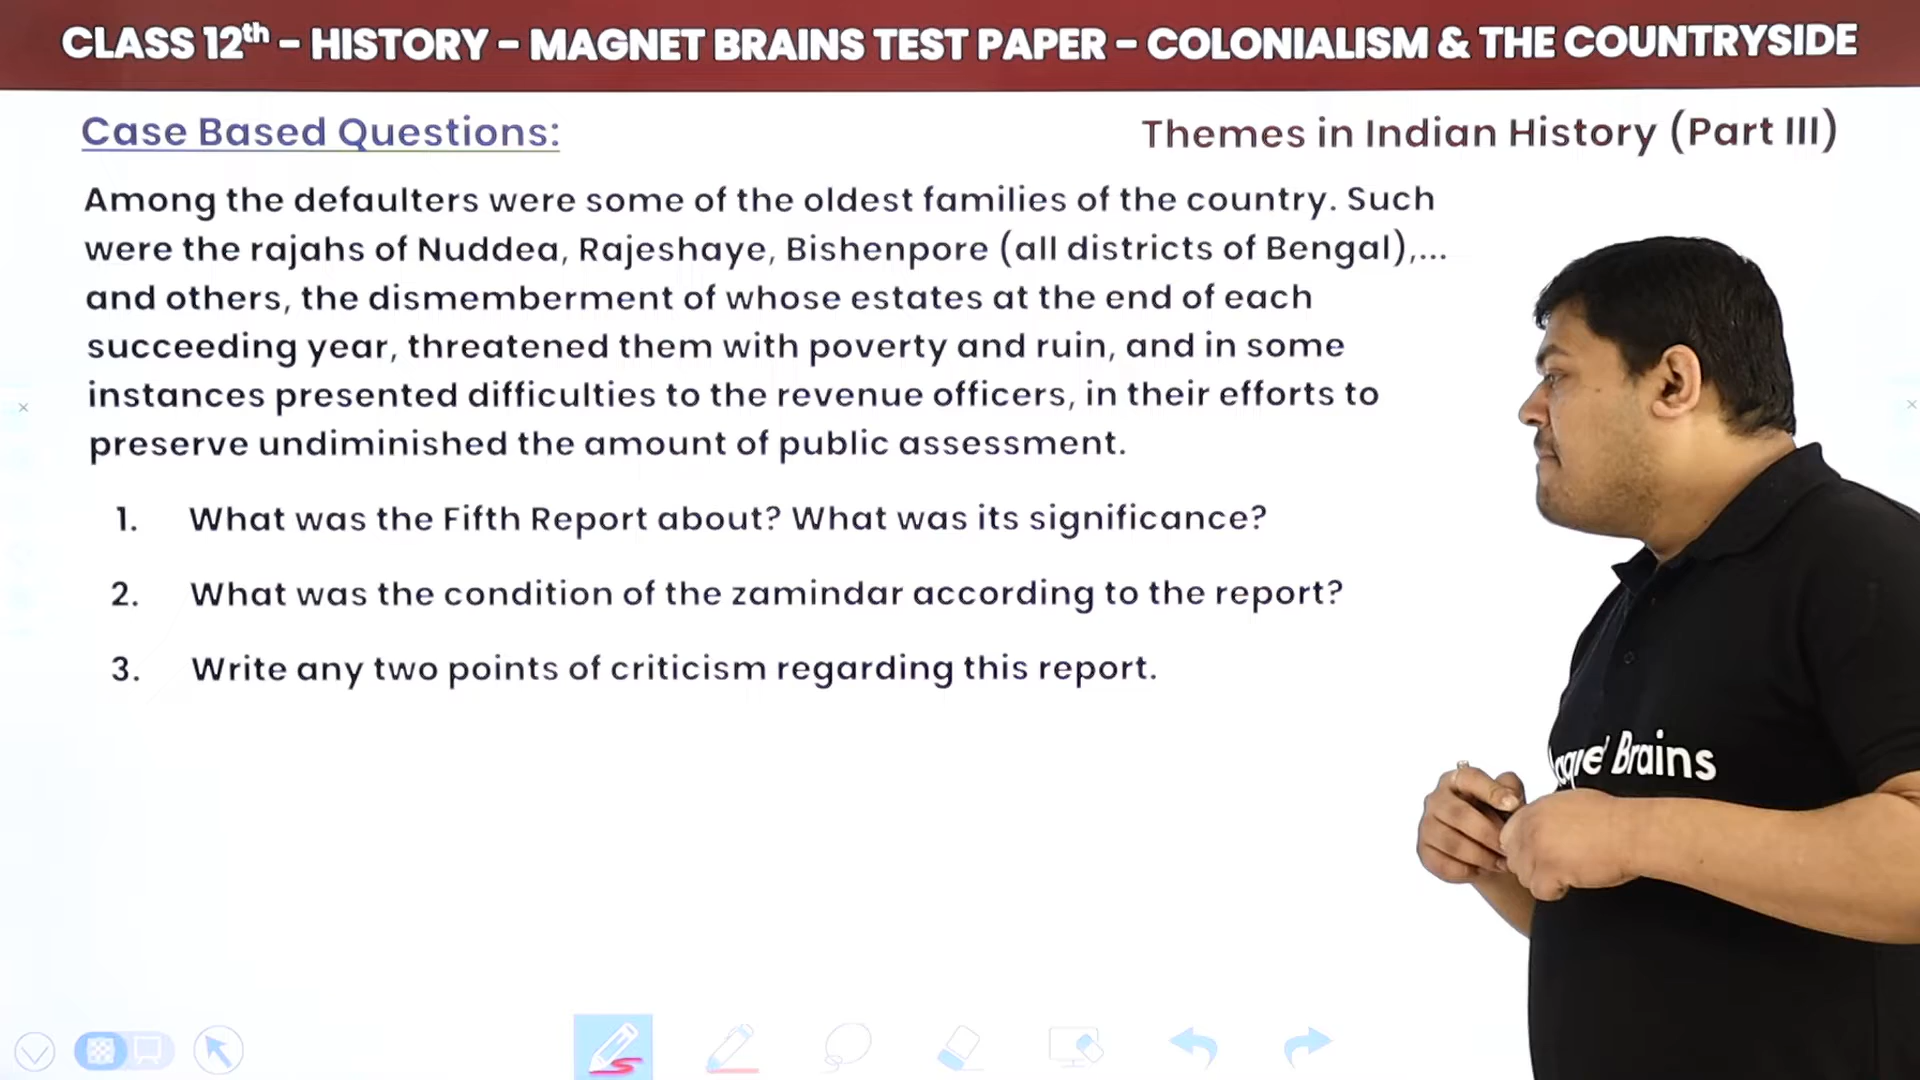 CLASS 12th – HISTORY – MAGNET BRAINS TEST PAPER – COLONIALISM & THE COUNTRYSIDE
Case Based Questions:
Themes in Indian History (Part III)
Among the defaulters were some of the oldest families of the country. Such
were the rajahs of Nuddea, Rajeshaye, Bishenpore (all districts of Bengal),...
and others, the dismemberment of whose estates at the end of each
succeeding year, threatened them with poverty and ruin, and in some
instances presented difficulties to the revenue officers, in their efforts to
preserve undiminished the amount of public assessment.
1. What was the Fifth Report about? What was its significance?
2. What was the condition of the zamindar according to the report?
3. Write any two points of criticism regarding this report.
Brains